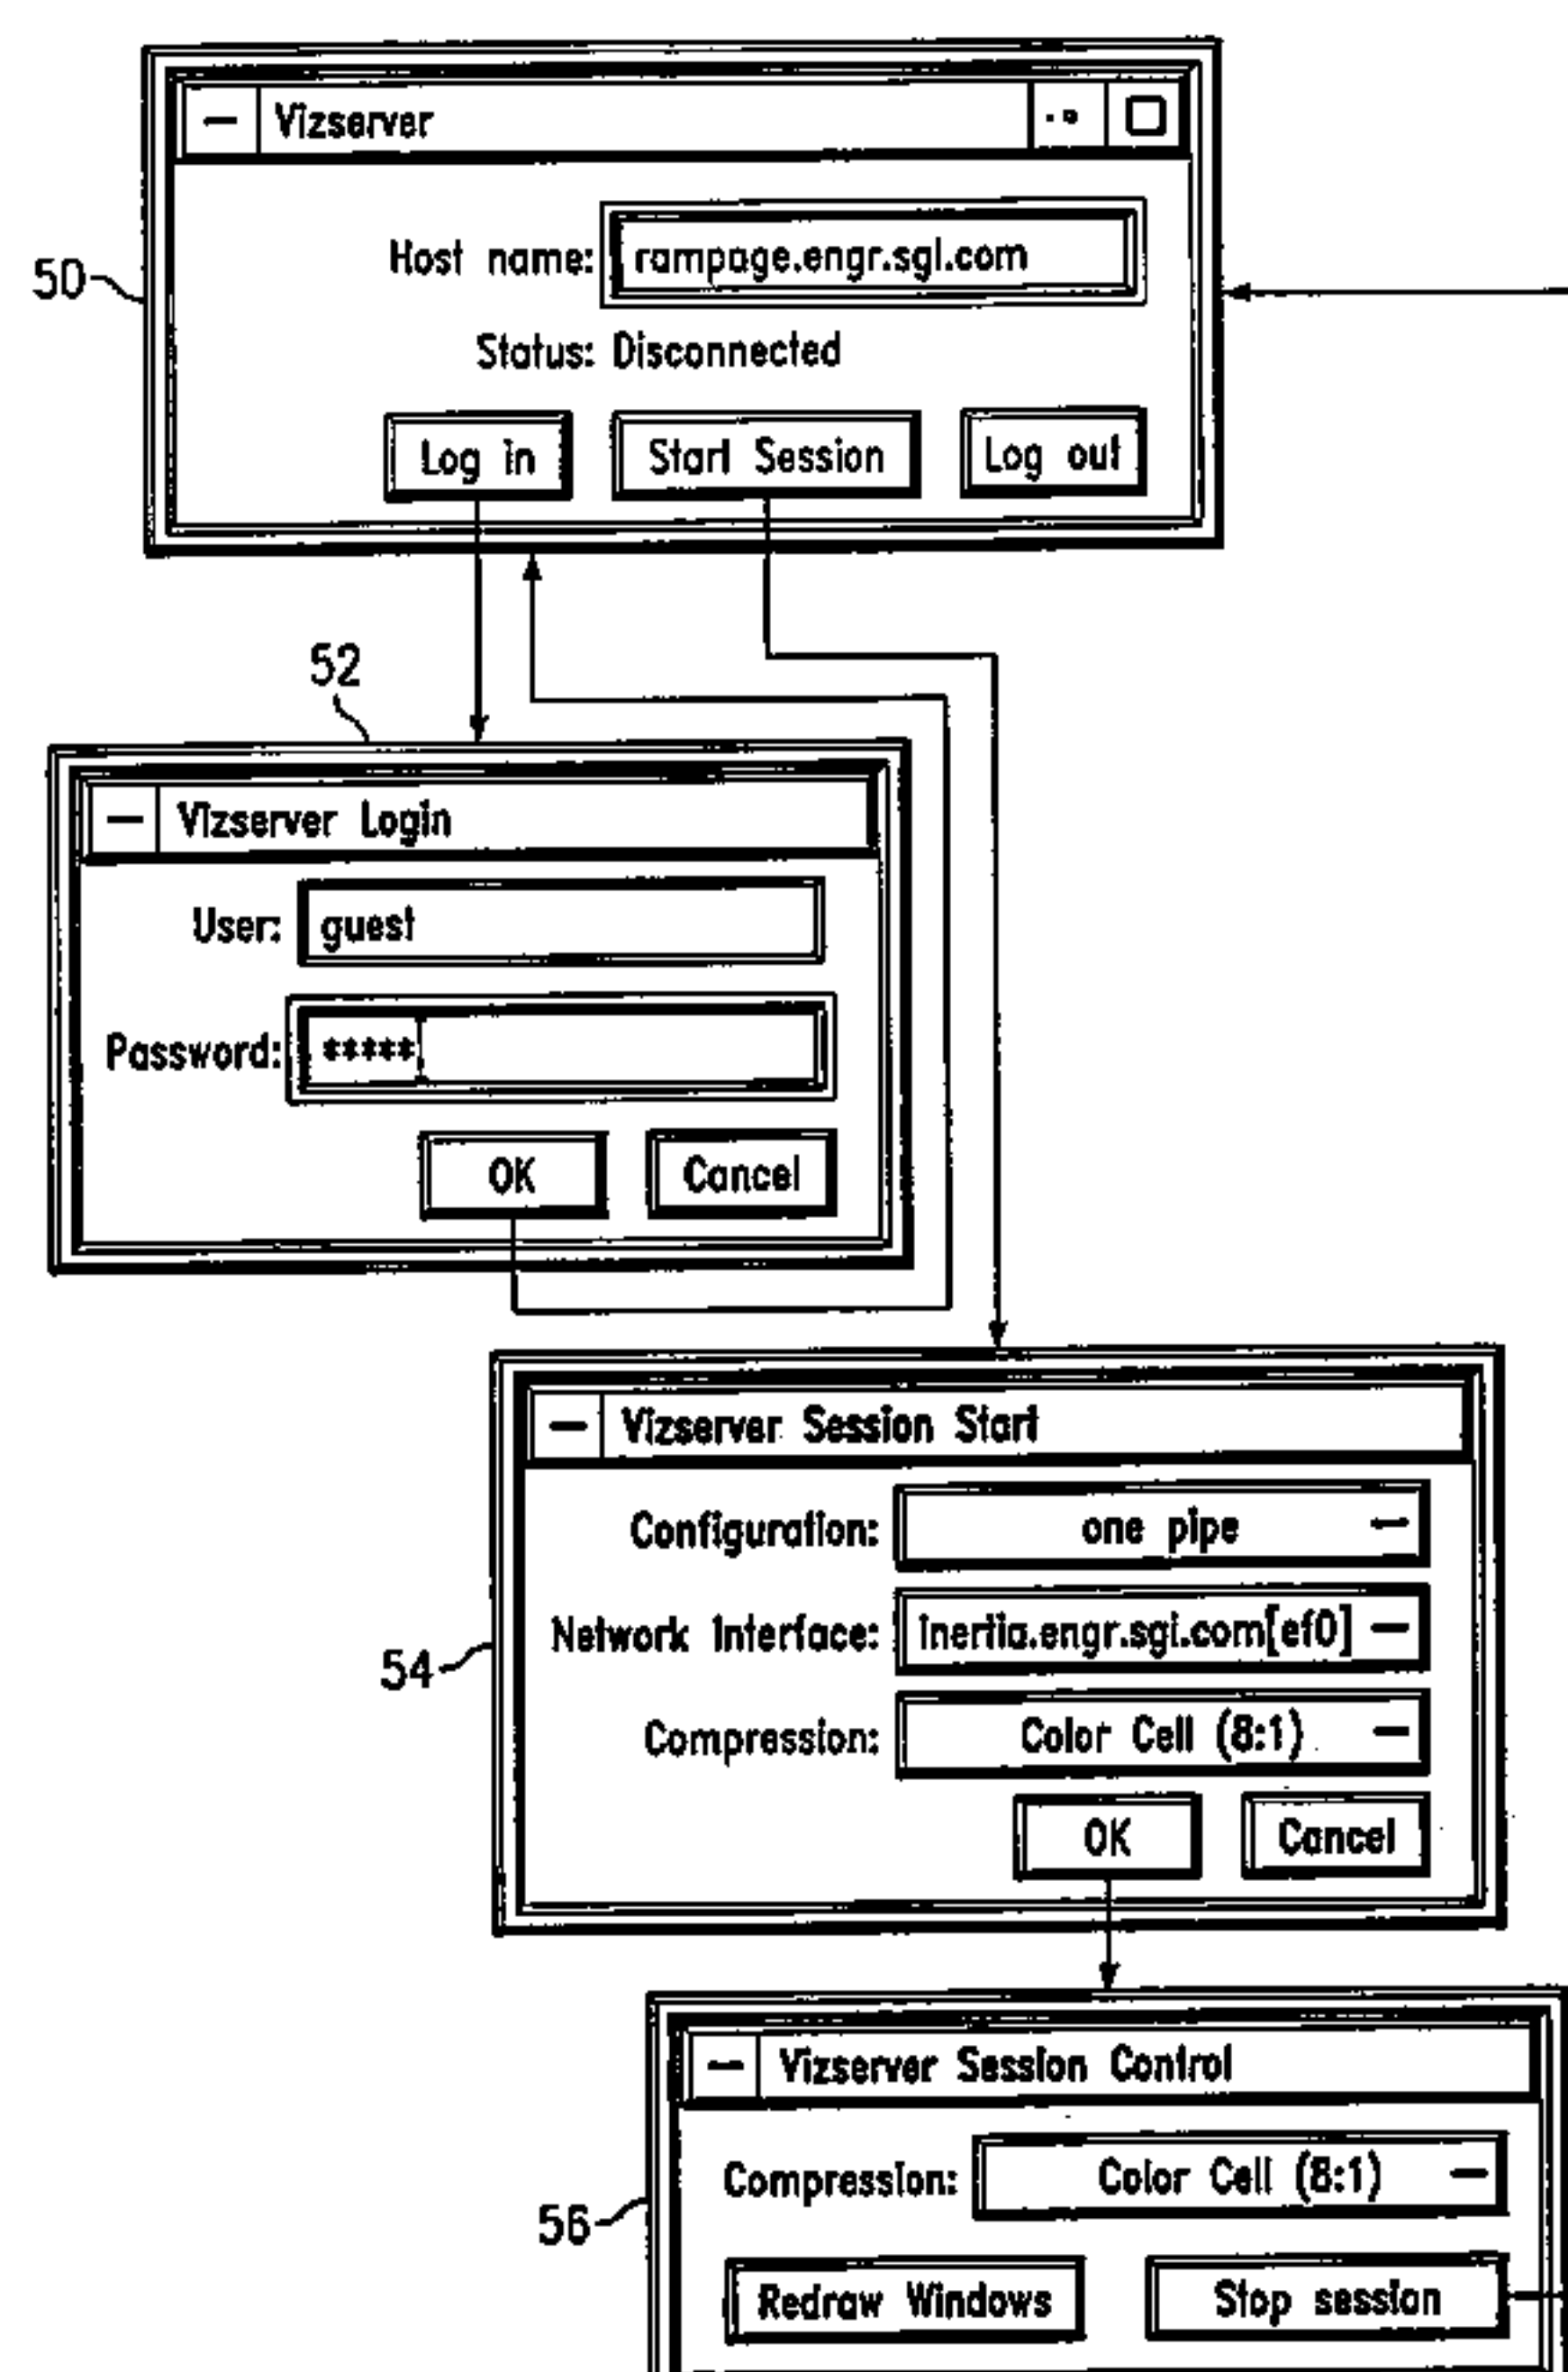 Vizserver
50
Host name: rampage.engr.sgi.com
Status: Disconnected
Log in Start Session Log out
52
Vizserver Login
User: guest
Password: *****
OK Cancel
Vizserver Session Start
Configuration: one pipe
Network Interface: inertia.engr.sgi.com[ef0]
54
Compression: Color Cell (8:1)
OK Cancel
Vizserver Session Control
Compression: Color Cell (8:1)
56
Redraw Windows Stop session